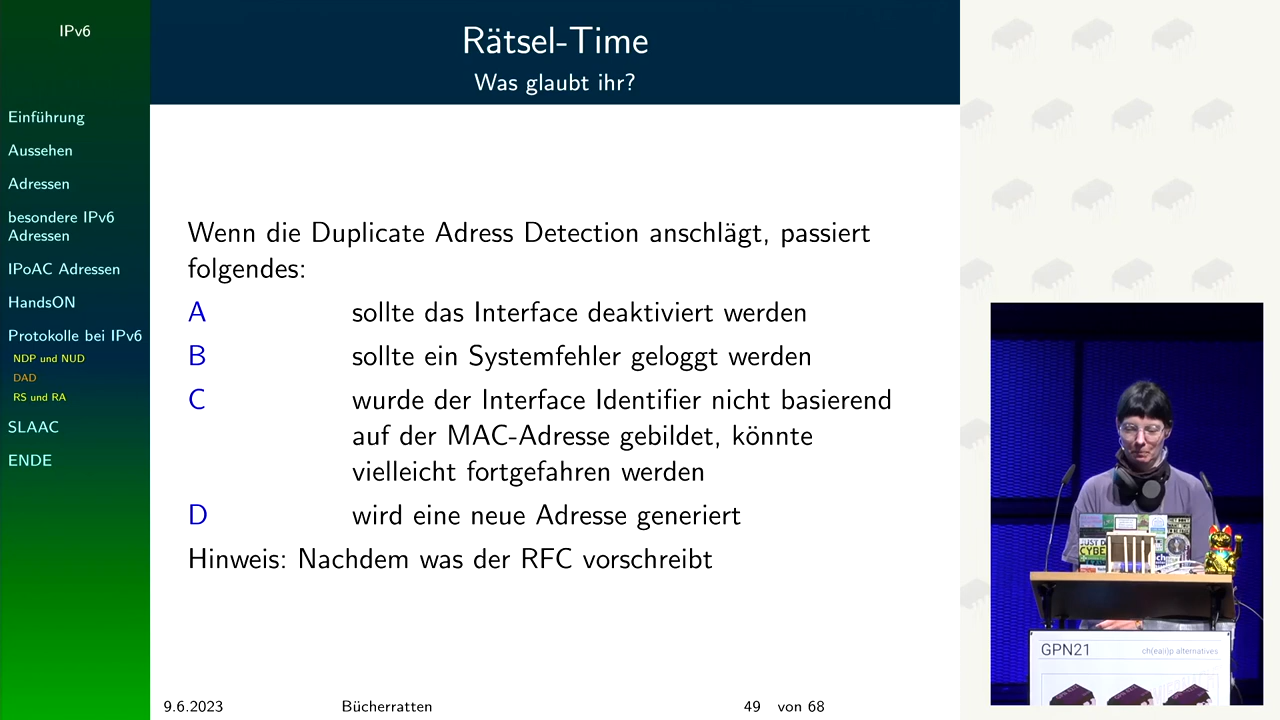 IPv6
Einführung
Aussehen
Adressen
besondere IPv6
Adressen
IPoAC Adressen
HandsON
Protokolle bei IPv6
NDP und NUD
DAD
RS und RA
SLAAC
ENDE
Rätsel-Time
Was glaubt ihr?
Wenn die Duplicate Adress Detection anschlägt, passiert
folgendes:
A sollte das Interface deaktiviert werden
B sollte ein Systemfehler geloggt werden
C wurde der Interface Identifier nicht basierend
auf der MAC-Adresse gebildet, könnte
vielleicht fortgefahren werden
D wird eine neue Adresse generiert
Hinweis: Nachdem was der RFC vorschreibt
9.6.2023 Bücherratten 49 von 68
GPN21 ch(ea(i)p alternatives